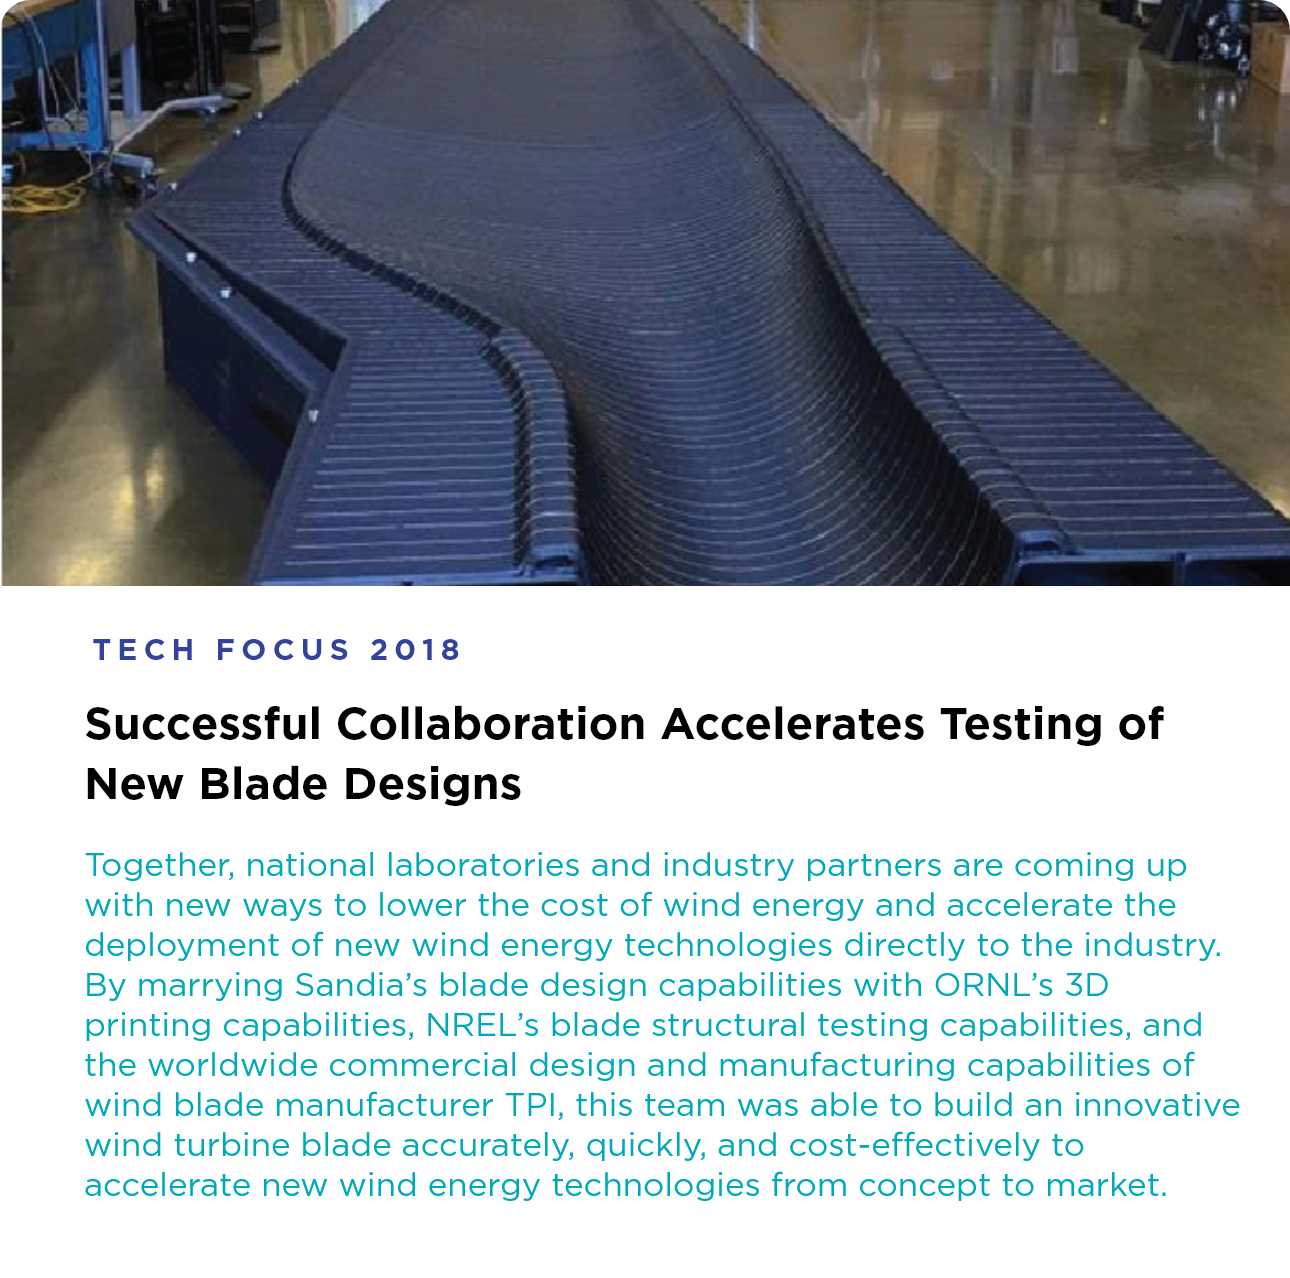 TECH FOCUS 2018
Successful Collaboration Accelerates Testing of
New Blade Designs
Together, national laboratories and industry partners are coming up
with new ways to lower the cost of wind energy and accelerate the
deployment of new wind energy technologies directly to the industry.
By marrying Sandia’s blade design capabilities with ORNL’s 3D
printing capabilities, NREL’s blade structural testing capabilities, and
the worldwide commercial design and manufacturing capabilities of
wind blade manufacturer TPI, this team was able to build an innovative
wind turbine blade accurately, quickly, and cost-effectively to
accelerate new wind energy technologies from concept to market.